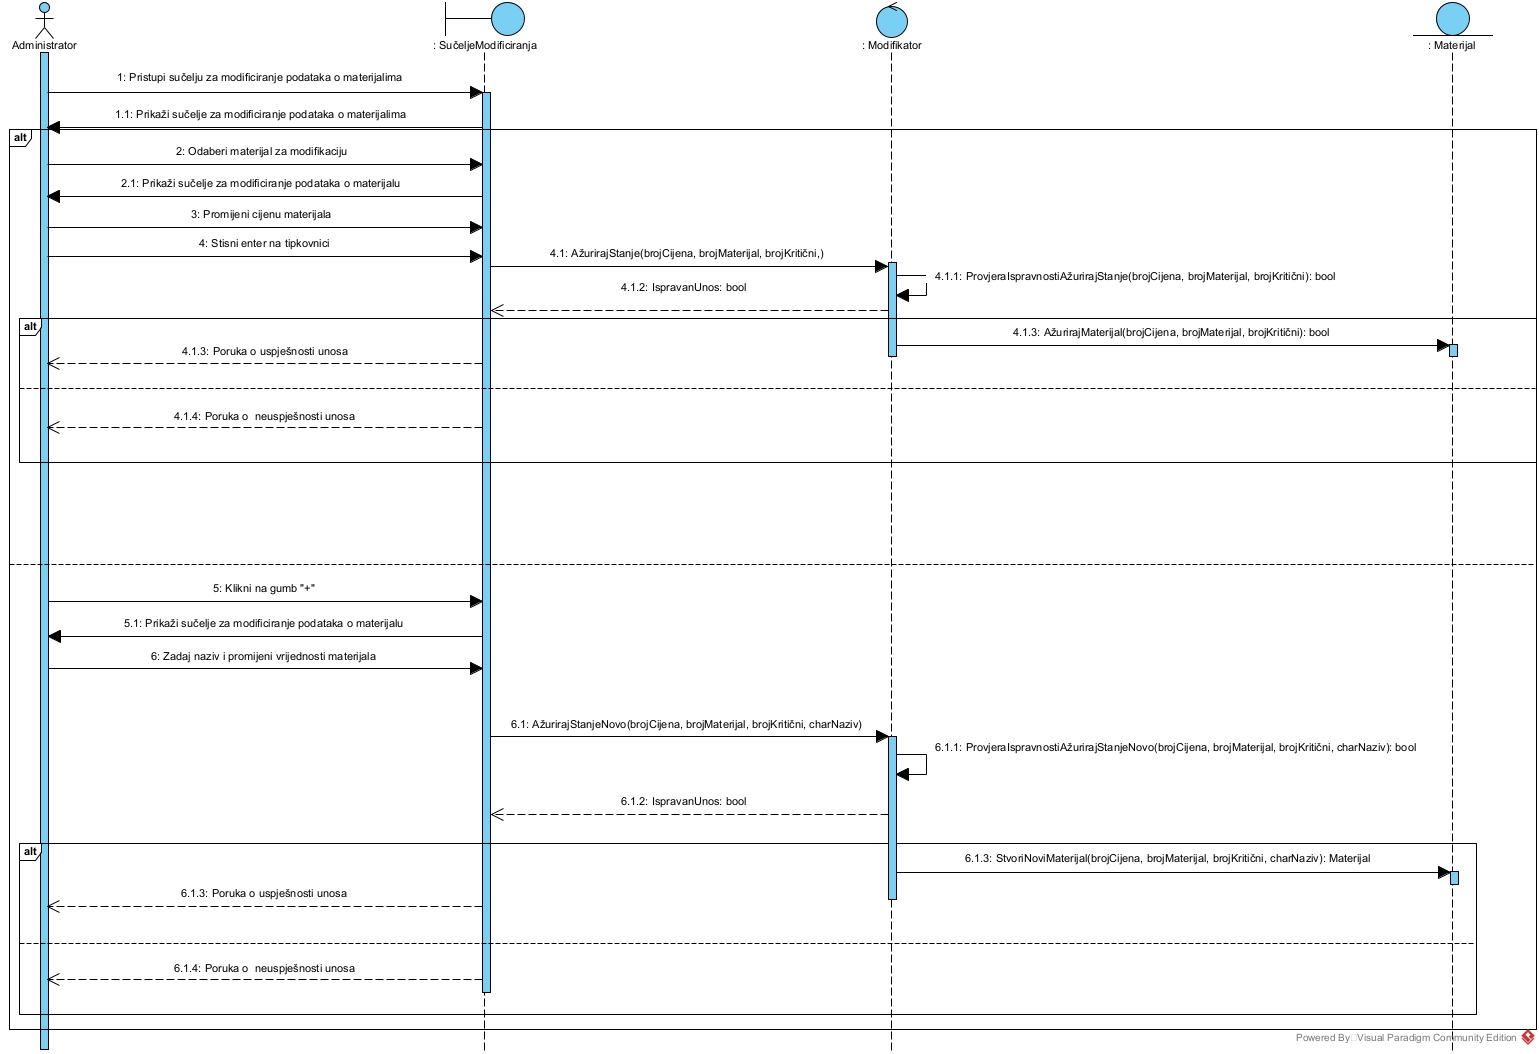 Administrator
: SučeljeModificiranja
: Modifikator
: Materijal
1: Pristupi sučelju za modificiranje podataka o materijalima
1.1: Prikaži sučelje za modificiranje podataka o materijalima
alt
2: Odaberi materijal za modifikaciju
2.1: Prikaži sučelje za modificiranje podataka o materijalu
3: Promijeni cijenu materijala
4: Stisni enter na tipkovnici
4.1: AžurirajStanje(brojCijena, brojMaterijal, brojKritični,)
4.1.1: ProvjeraIspravnostiAžurirajStanje(brojCijena, brojMaterijal, brojKritični): bool
4.1.2: IspravanUnos: bool
alt
4.1.3: AžurirajMaterijal(brojCijena, brojMaterijal, brojKritični): bool
4.1.3: Poruka o uspješnosti unosa
4.1.4: Poruka o  neuspješnosti unosa
5: Klikni na gumb "+"
5.1: Prikaži sučelje za modificiranje podataka o materijalu
6: Zadaj naziv i promijeni vrijednosti materijala
6.1: AžurirajStanjeNovo(brojCijena, brojMaterijal, brojKritični, charNaziv)
6.1.1: ProvjeraIspravnostiAžurirajStanjeNovo(brojCijena, brojMaterijal, brojKritični, charNaziv): bool
6.1.2: IspravanUnos: bool
alt
6.1.3: StvoriNoviMaterijal(brojCijena, brojMaterijal, brojKritični, charNaziv): Materijal
6.1.3: Poruka o uspješnosti unosa
6.1.4: Poruka o  neuspješnosti unosa
Powered By Visual Paradigm Community Edition